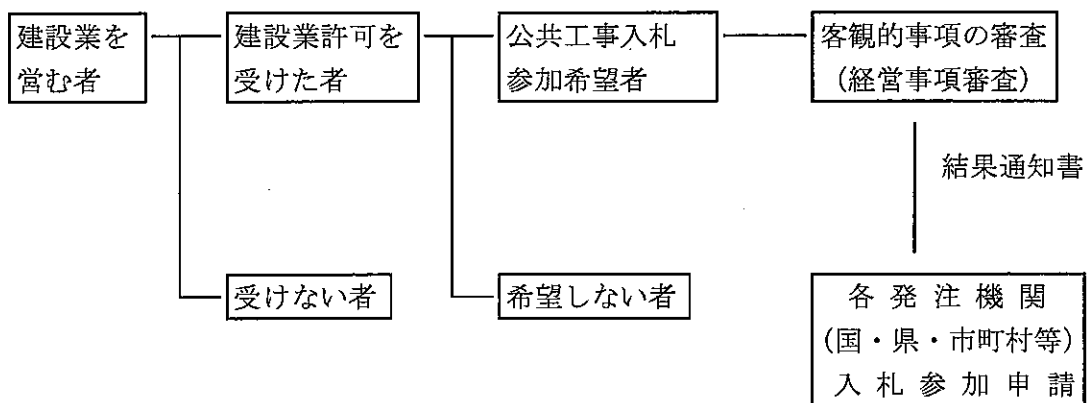 建設業を
営む者
建設業許可を
受けた者
公共工事入札
参加希望者
客観的事項の審査
(経営事項審査)
結果通知書
受けない者
希望しない者
各発注機関
(国・県・市町村等)
入札参加申請